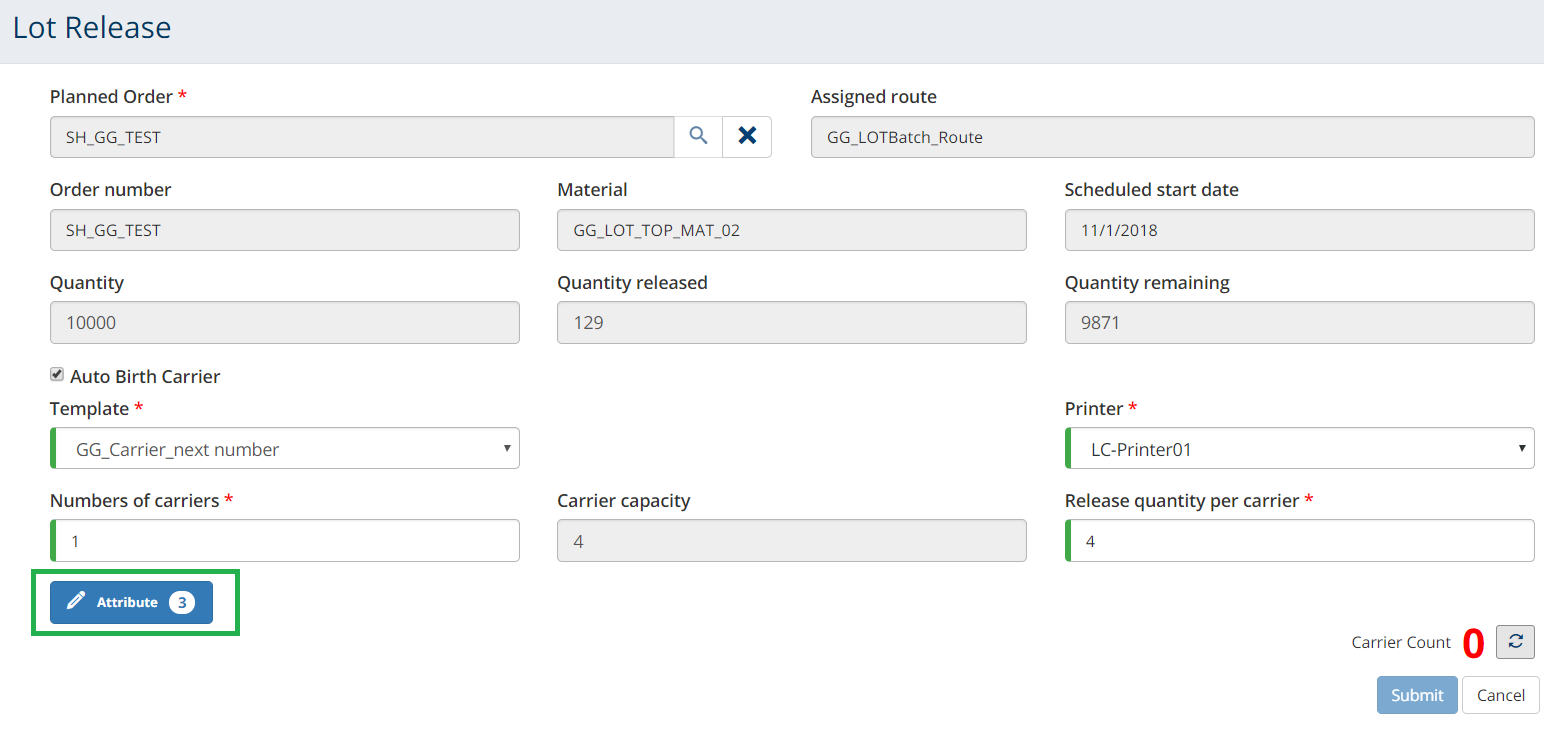 Lot Release
Planned Order * Assigned route
SH_GG_TEST GG_LOTBatch_Route
Order number Material Scheduled start date
SH_GG_TEST GG_LOT_TOP_MAT_02 11/1/2018
Quantity Quantity released Quantity remaining
10000 129 9871
Auto Birth Carrier
Template * Printer *
GG_Carrier_next number LC-Printer01
Numbers of carriers * Carrier capacity Release quantity per carrier *
1 4 4
Attribute 3
Carrier Count 0
Submit Cancel